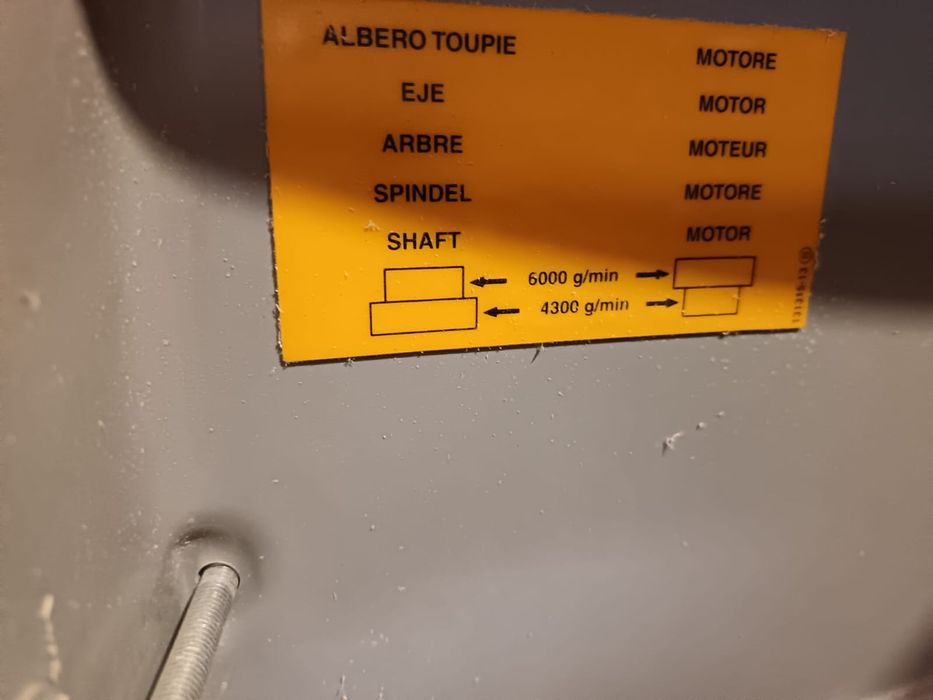 ALBERO TOUPIE MOTORE
EJE MOTOR
ARBRE MOTEUR
SPINDEL MOTORE
SHAFT MOTOR
6000 g/min
4300 g/min